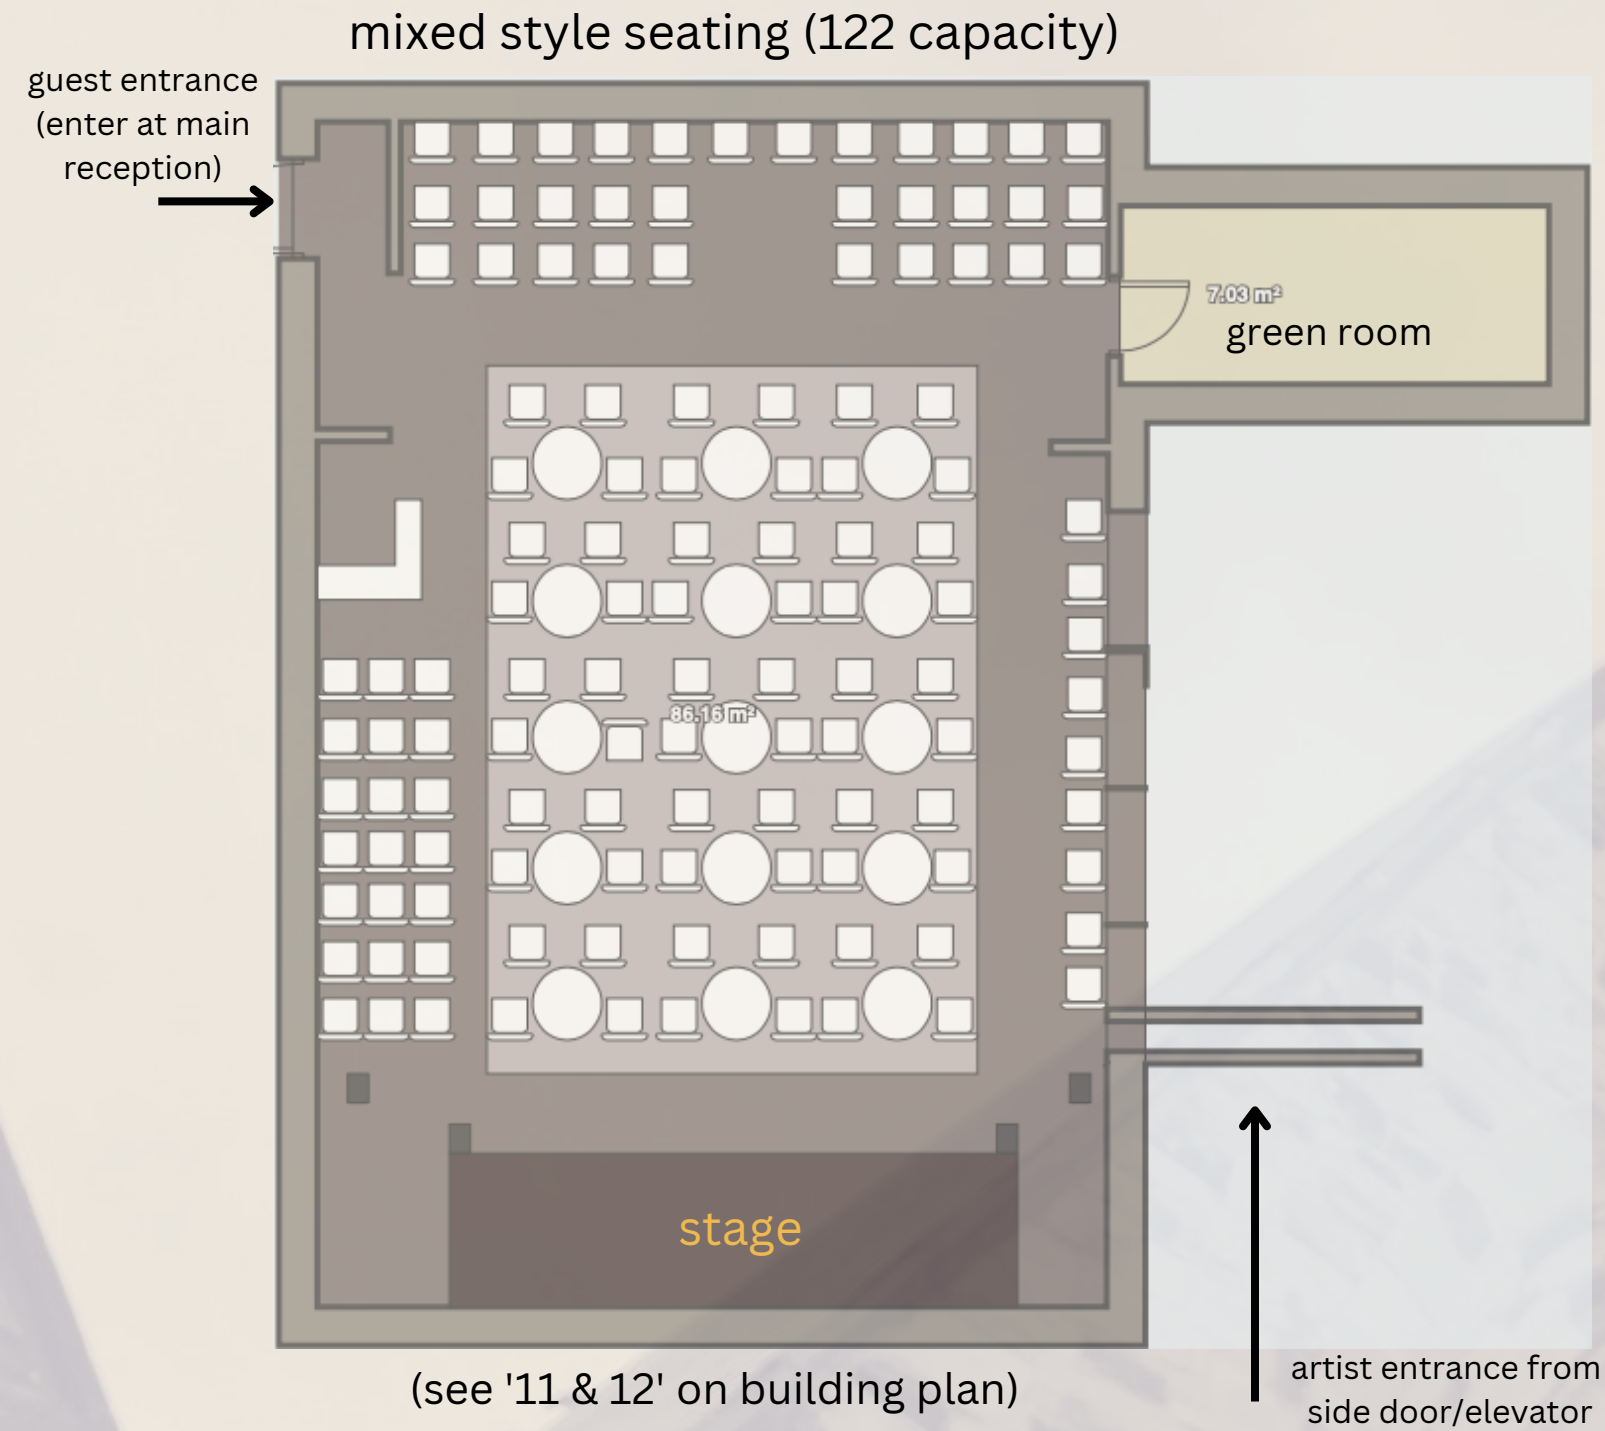 mixed style seating (122 capacity)
guest entrance
(enter at main
reception)
7.03 m²
green room
86.16 m²
stage
(see '11 & 12' on building plan)
artist entrance from
side door/elevator